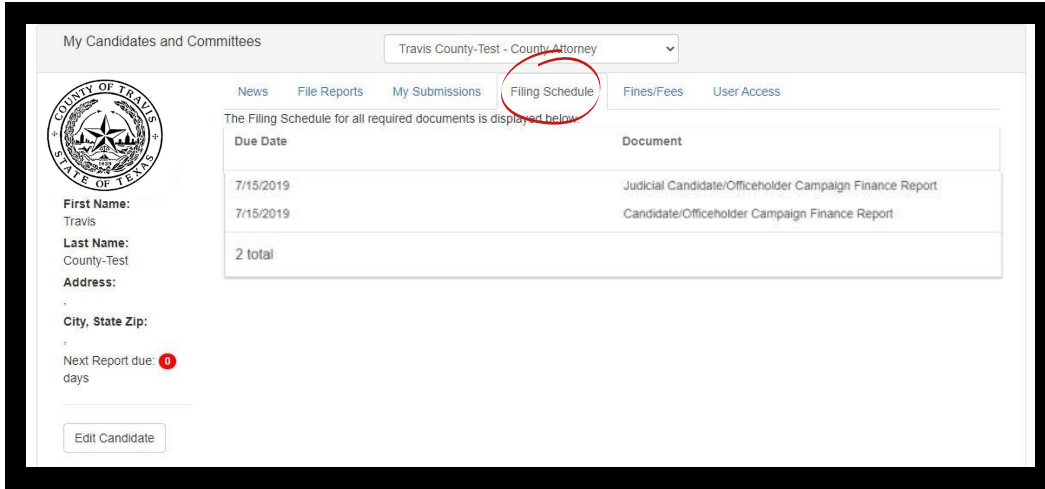 My Candidates and Committees
Travis County-Test - County Attorney
COUNTY OF TRAVIS
STATE OF TEXAS
First Name:
Travis
Last Name:
County-Test
Address:
,
City, State Zip:
,
Next Report due: 0
days
Edit Candidate
News File Reports My Submissions Filing Schedule Fines/Fees User Access
The Filing Schedule for all required documents is displayed below.
Due Date Document
7/15/2019 Judicial Candidate/Officeholder Campaign Finance Report
7/15/2019 Candidate/Officeholder Campaign Finance Report
2 total